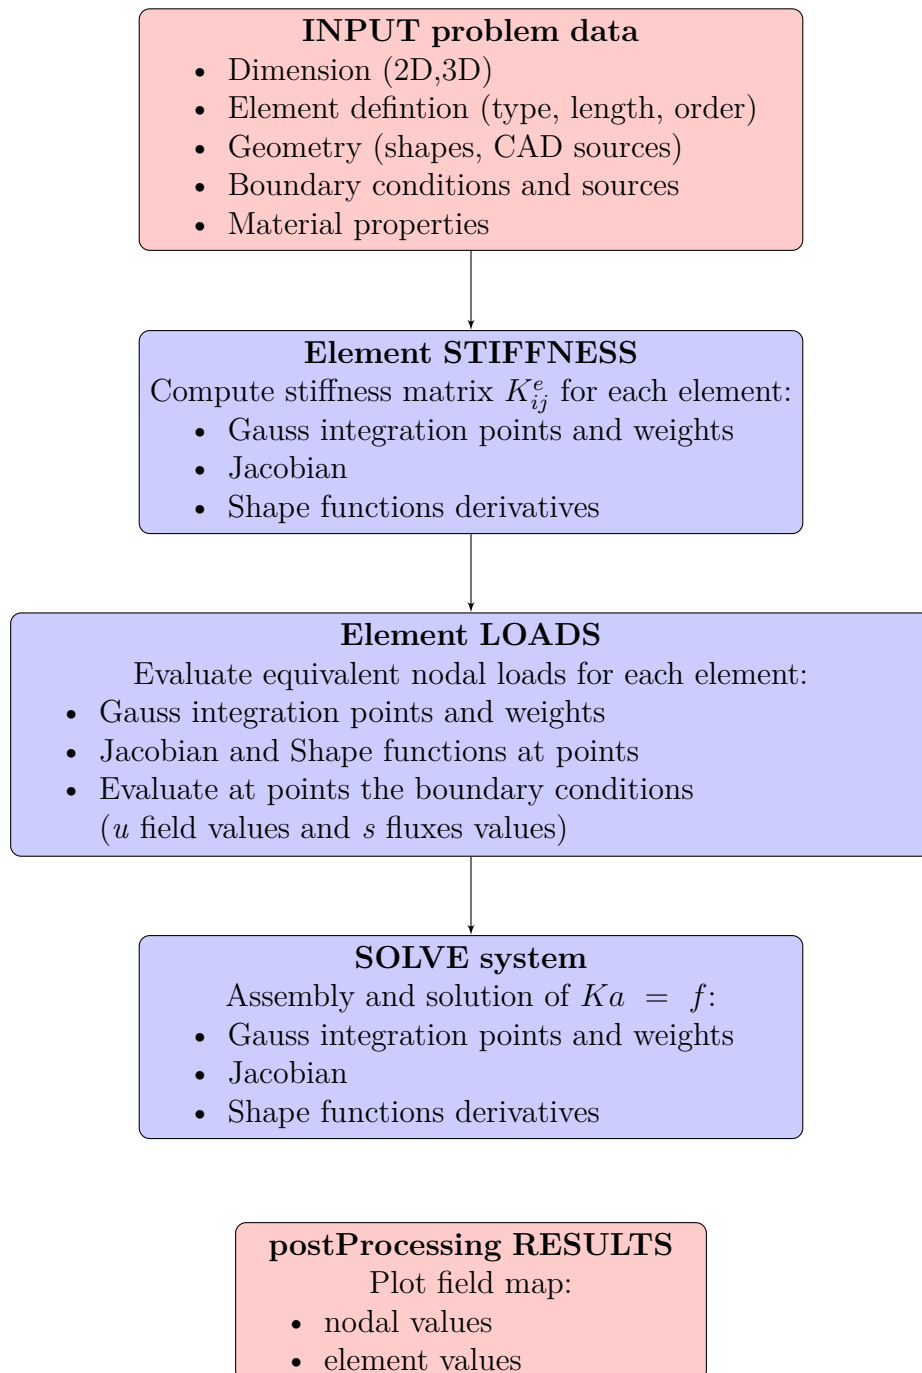 INPUT problem data
• Dimension (2D,3D)
• Element defintion (type, length, order)
• Geometry (shapes, CAD sources)
• Boundary conditions and sources
• Material properties
Element STIFFNESS
Compute stiffness matrix $K_{ij}^e$ for each element:
• Gauss integration points and weights
• Jacobian
• Shape functions derivatives
Element LOADS
Evaluate equivalent nodal loads for each element:
• Gauss integration points and weights
• Jacobian and Shape functions at points
• Evaluate at points the boundary conditions
(u field values and s fluxes values)
SOLVE system
Assembly and solution of Ka = f:
• Gauss integration points and weights
• Jacobian
• Shape functions derivatives
postProcessing RESULTS
Plot field map:
• nodal values
• element values